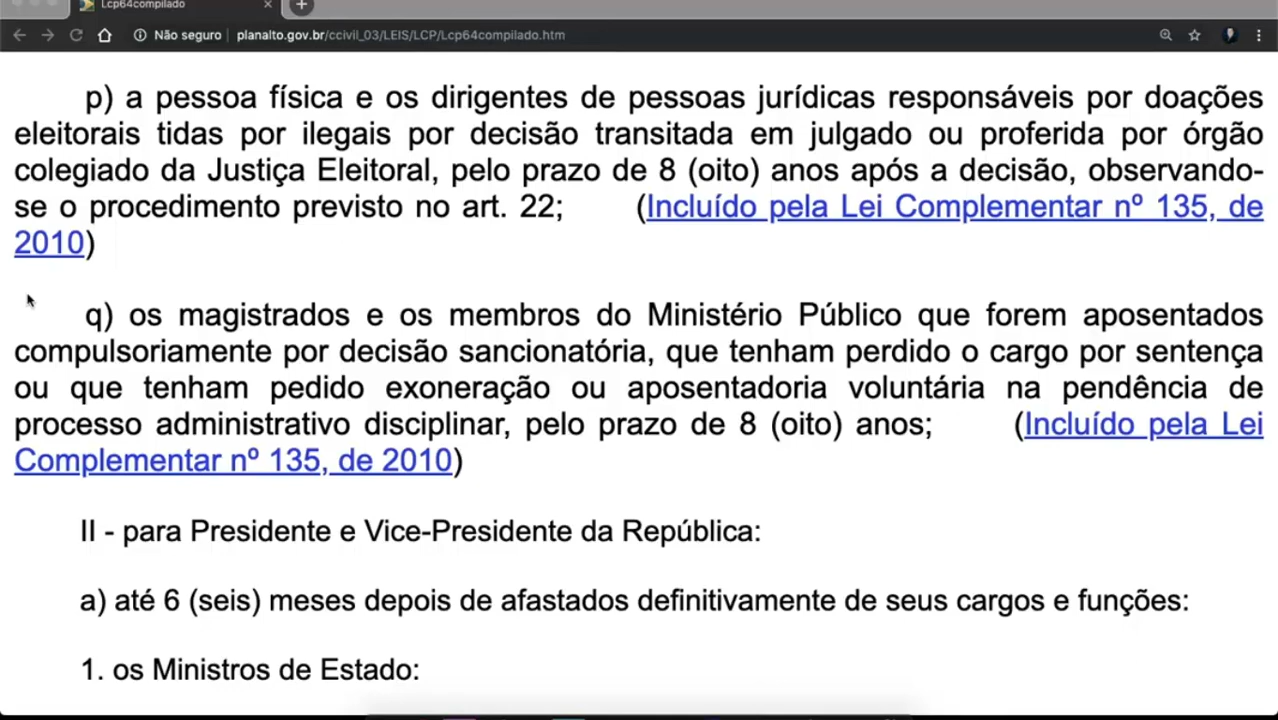 Lcp64compilado
Não seguro | planalto.gov.br/ccivil_03/LEIS/LCP/Lcp64compilado.htm
p) a pessoa física e os dirigentes de pessoas jurídicas responsáveis por doações
eleitorais tidas por ilegais por decisão transitada em julgado ou proferida por órgão
colegiado da Justiça Eleitoral, pelo prazo de 8 (oito) anos após a decisão, observando-
se o procedimento previsto no art. 22; (Incluído pela Lei Complementar nº 135, de
2010)
q) os magistrados e os membros do Ministério Público que forem aposentados
compulsoriamente por decisão sancionatória, que tenham perdido o cargo por sentença
ou que tenham pedido exoneração ou aposentadoria voluntária na pendência de
processo administrativo disciplinar, pelo prazo de 8 (oito) anos; (Incluído pela Lei
Complementar nº 135, de 2010)
II - para Presidente e Vice-Presidente da República:
a) até 6 (seis) meses depois de afastados definitivamente de seus cargos e funções:
1. os Ministros de Estado: